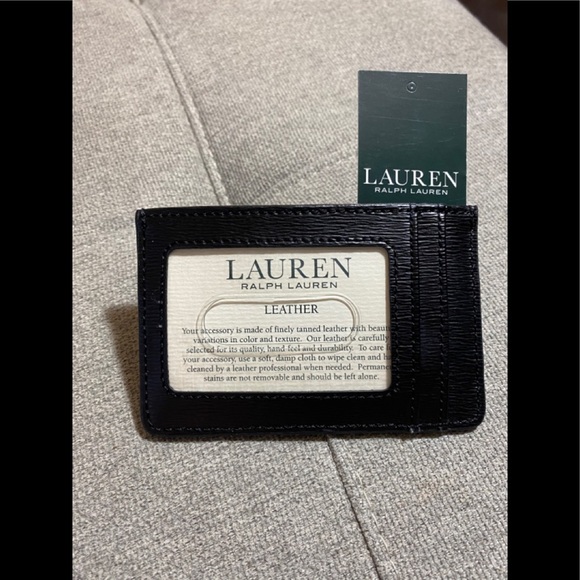 LAUREN
RALPH LAUREN
LAUREN
RALPH LAUREN
LEATHER
Your accessory is made of finely tanned leather with beau
variations in color and texture. Our leather is carefully
selected for its quality, hand feel and durability. To care
your accessory, use a soft, damp cloth to wipe clean and
cleaned by a leather professional when needed. Permane
stains are not removable and should be left alone.